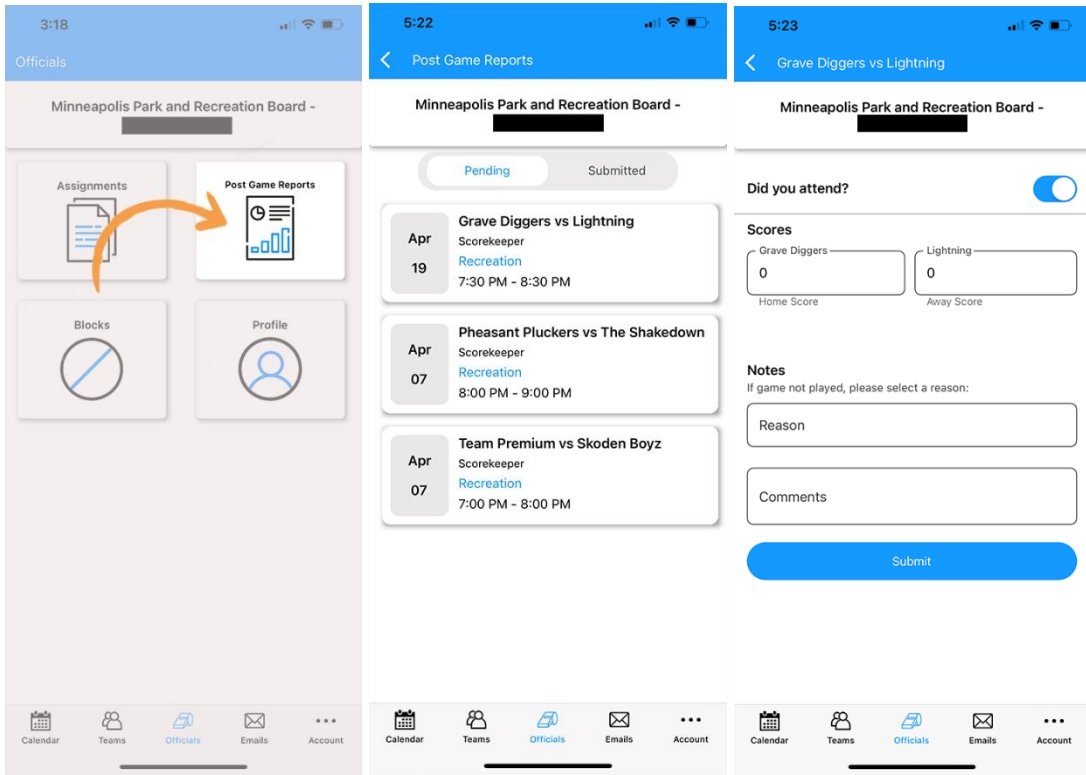 3:18
Officials
Minneapolis Park and Recreation Board -
Assignments
Post Game Reports
Blocks
Profile
Calendar
Teams
Officials
Emails
Account
5:22
Post Game Reports
Minneapolis Park and Recreation Board -
Pending
Submitted
Apr
19
Grave Diggers vs Lightning
Scorekeeper
Recreation
7:30 PM - 8:30 PM
Apr
07
Pheasant Pluckers vs The Shakedown
Scorekeeper
Recreation
8:00 PM - 9:00 PM
Apr
07
Team Premium vs Skoden Boyz
Scorekeeper
Recreation
7:00 PM - 8:00 PM
Calendar
Teams
Officials
Emails
Account
5:23
Grave Diggers vs Lightning
Minneapolis Park and Recreation Board -
Did you attend?
Scores
Grave Diggers
0
Home Score
Lightning
0
Away Score
Notes
If game not played, please select a reason:
Reason
Comments
Submit
Calendar
Teams
Officials
Emails
Account